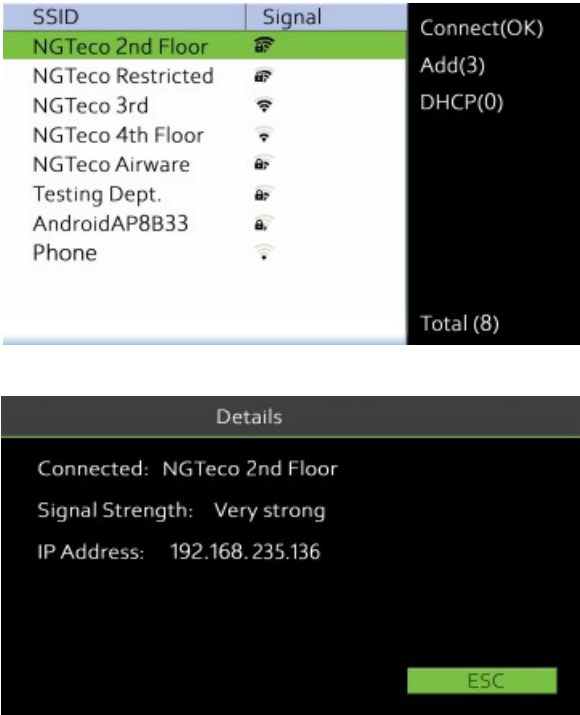 SSID Signal
NGTeco 2nd Floor
NGTeco Restricted
NGTeco 3rd
NGTeco 4th Floor
NGTeco Airware
Testing Dept.
AndroidAP8B33
Phone
Connect(OK)
Add(3)
DHCP(0)
Total (8)
Details
Connected: NGTeco 2nd Floor
Signal Strength: Very strong
IP Address: 192.168.235.136
ESC